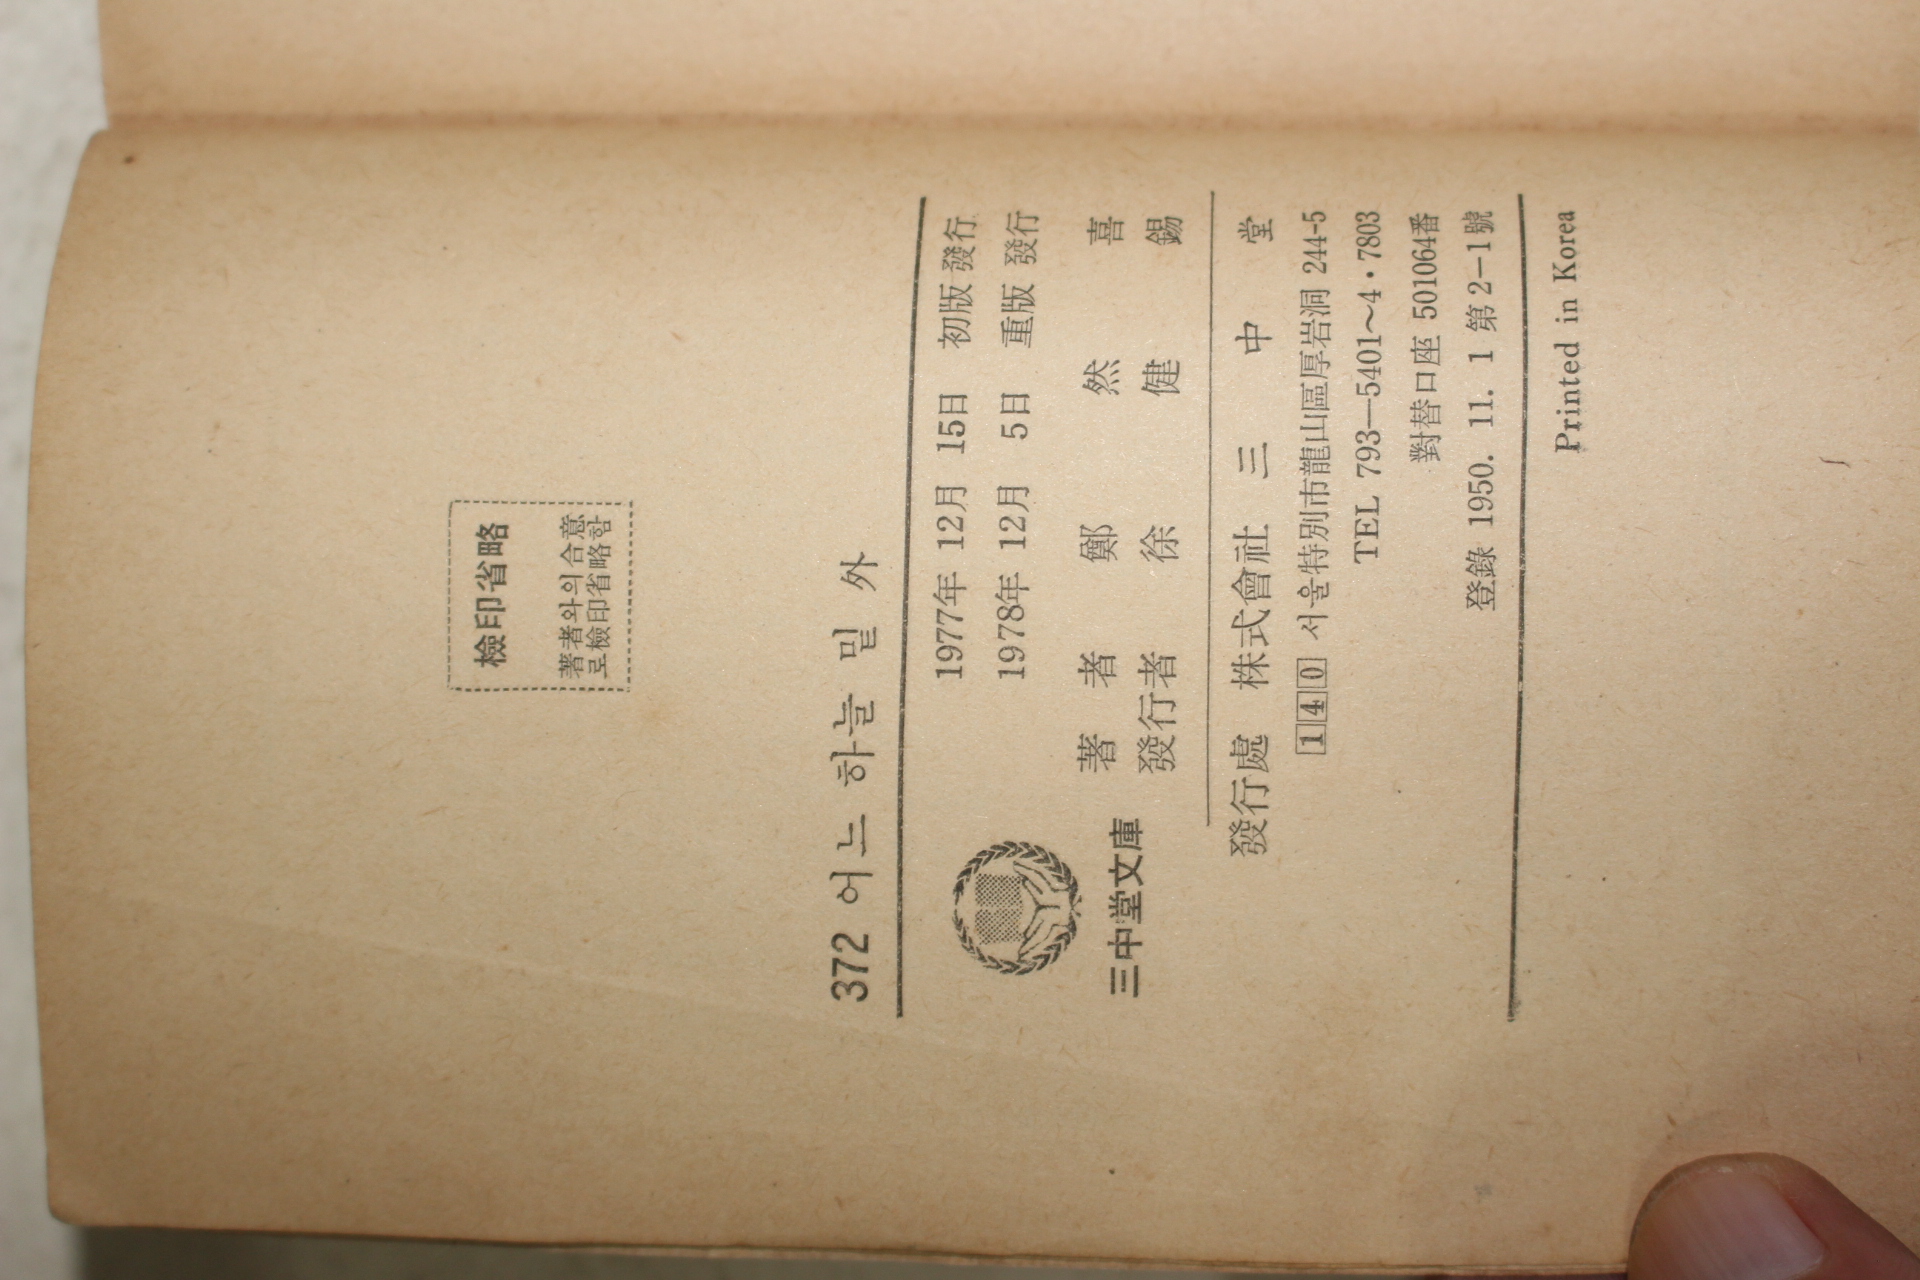 檢印省略
著者와의合意
로檢印省略함
372 어느 하늘 밑 外
1977年 12月 15日 初版 發行
1978年 12月 5日 重版 發行
著 者 鄭 然 喜
發行者 徐 健 錫
三中堂文庫
發行處 株式會社 三 中 堂
140 서울特別市龍山區厚岩洞 244-5
TEL 793—5401～4・7803
對替口座 501064番
登錄 1950. 11. 1 第2-1號
Printed in Korea